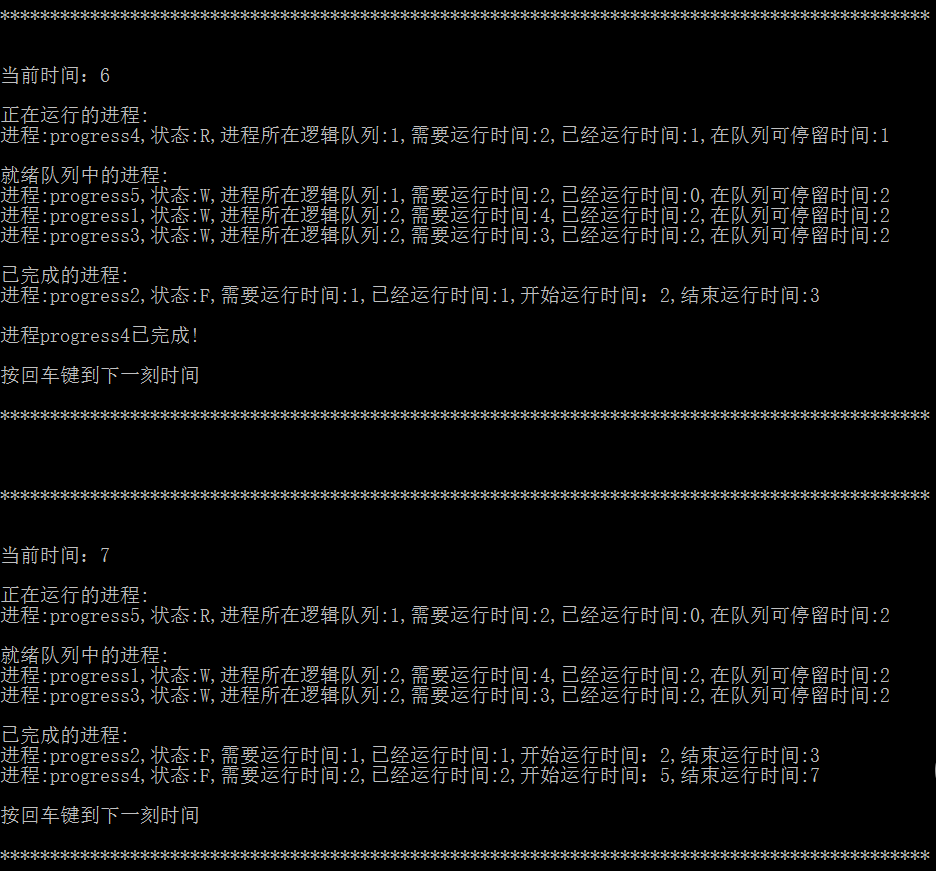 *********************************************************************************************
当前时间：6
正在运行的进程:
进程:progress4,状态:R,进程所在逻辑队列:1,需要运行时间:2,已经运行时间:1,在队列可停留时间:1
就绪队列中的进程:
进程:progress5,状态:W,进程所在逻辑队列:1,需要运行时间:2,已经运行时间:0,在队列可停留时间:2
进程:progress1,状态:W,进程所在逻辑队列:2,需要运行时间:4,已经运行时间:2,在队列可停留时间:2
进程:progress3,状态:W,进程所在逻辑队列:2,需要运行时间:3,已经运行时间:2,在队列可停留时间:2
已完成的进程:
进程:progress2,状态:F,需要运行时间:1,已经运行时间:1,开始运行时间：2,结束运行时间:3
进程progress4已完成!
按回车键到下一刻时间
*********************************************************************************************
*********************************************************************************************
当前时间：7
正在运行的进程:
进程:progress5,状态:R,进程所在逻辑队列:1,需要运行时间:2,已经运行时间:0,在队列可停留时间:2
就绪队列中的进程:
进程:progress1,状态:W,进程所在逻辑队列:2,需要运行时间:4,已经运行时间:2,在队列可停留时间:2
进程:progress3,状态:W,进程所在逻辑队列:2,需要运行时间:3,已经运行时间:2,在队列可停留时间:2
已完成的进程:
进程:progress2,状态:F,需要运行时间:1,已经运行时间:1,开始运行时间：2,结束运行时间:3
进程:progress4,状态:F,需要运行时间:2,已经运行时间:2,开始运行时间：5,结束运行时间:7
按回车键到下一刻时间
*********************************************************************************************